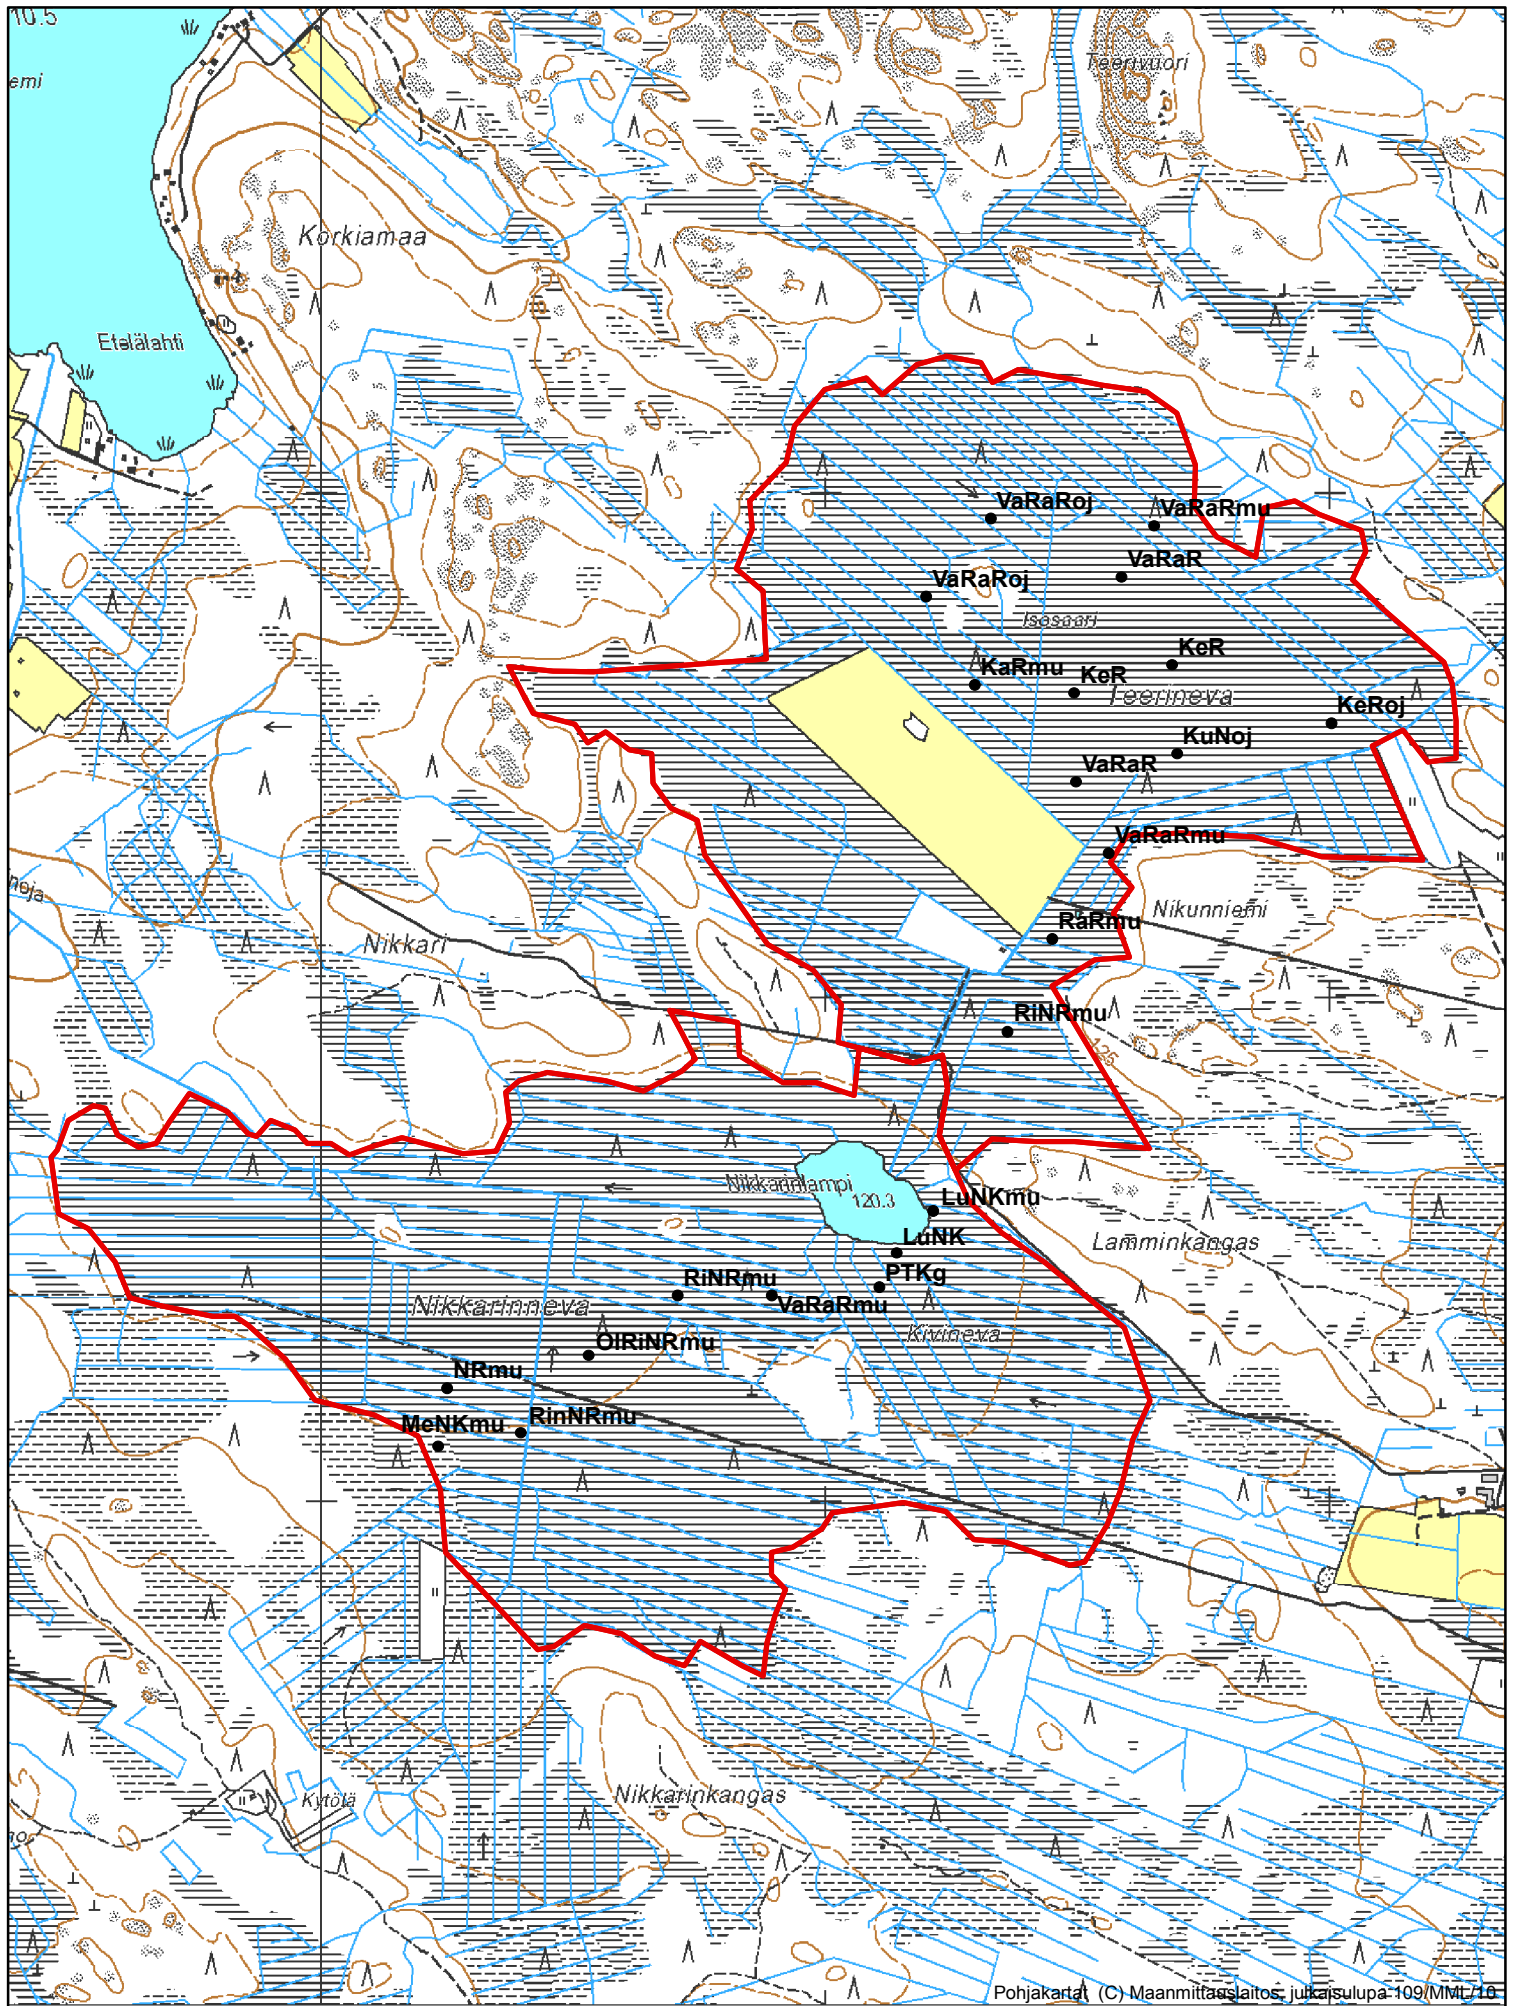 10.5
emi
Teerivuori
Korkiamaa
Etelälahti
VaRaRoj
VaRaRmu
VaRaR
VaRaRoj
Isosaari
KeR
KaRmu
KeR
Teerineva
KeRoj
KuNoj
VaRaR
VaRaRmu
noja
Nikunniemi
RaRmu
Nikkari
RiNRmu
125
Nikkarinlampi
120.3
LuNKmu
LuNK
Lamminkangas
PTKg
RiNRmu
VaRaRmu
Nikkarinneva
Kivineva
OlRiNRmu
NRmu
MeNKmu
RinNRmu
Nikkarinkangas
Kytölä
Pohjakartat (C) Maanmittauslaitos, julkaisulupa 109/MML/10